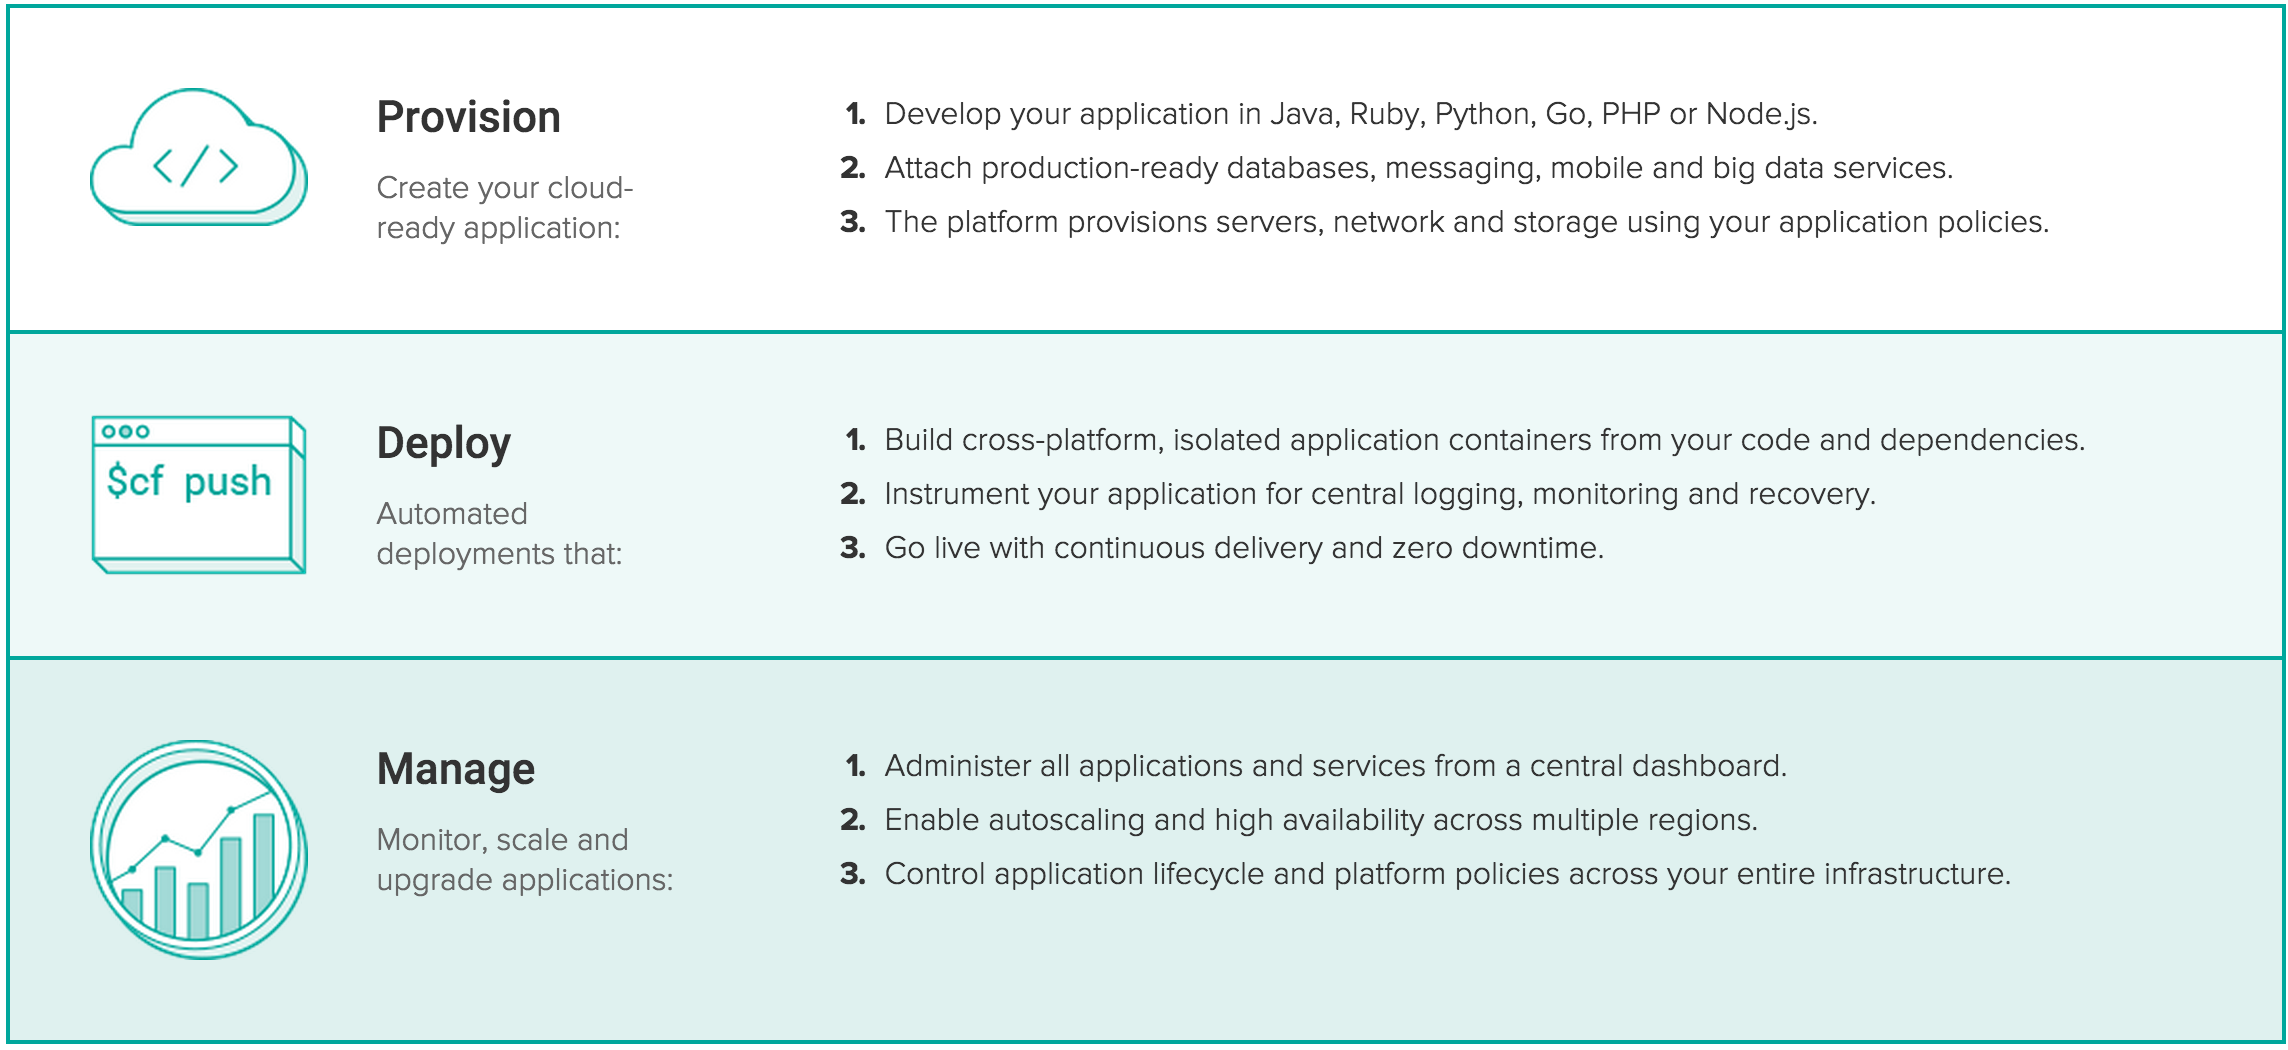 </>
Provision
Create your cloud-
ready application:
1. Develop your application in Java, Ruby, Python, Go, PHP or Node.js.
2. Attach production-ready databases, messaging, mobile and big data services.
3. The platform provisions servers, network and storage using your application policies.
$cf push
Deploy
Automated
deployments that:
1. Build cross-platform, isolated application containers from your code and dependencies.
2. Instrument your application for central logging, monitoring and recovery.
3. Go live with continuous delivery and zero downtime.
Manage
Monitor, scale and
upgrade applications:
1. Administer all applications and services from a central dashboard.
2. Enable autoscaling and high availability across multiple regions.
3. Control application lifecycle and platform policies across your entire infrastructure.